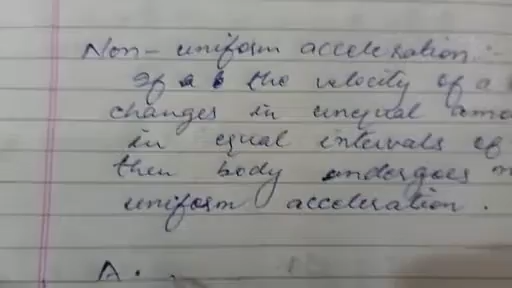 Non- uniform acceleration :-
If the velocity of a
changes in unequal
in equal intervals of
then body undergoes
uniform acceleration .
A .